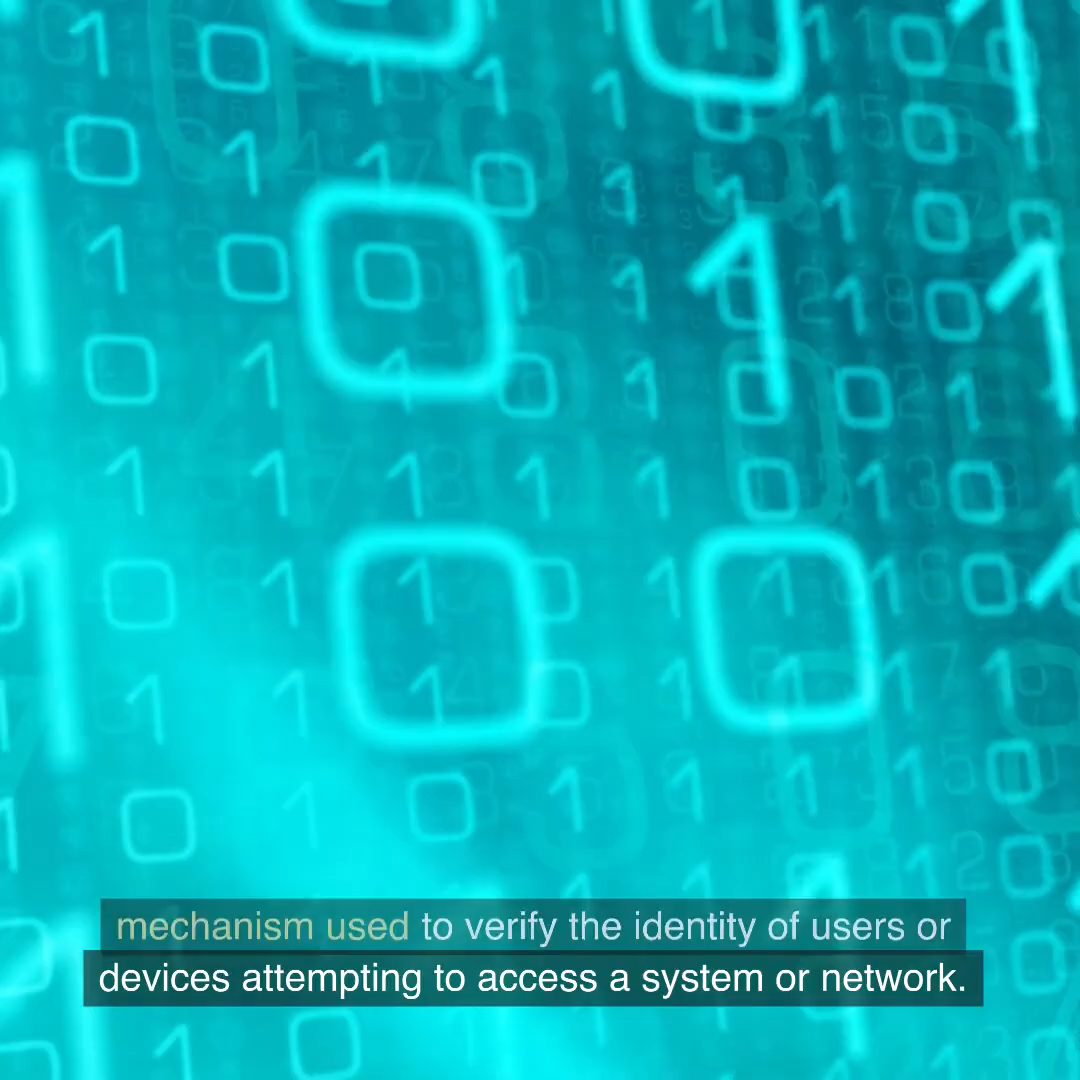 mechanism used to verify the identity of users or
devices attempting to access a system or network.